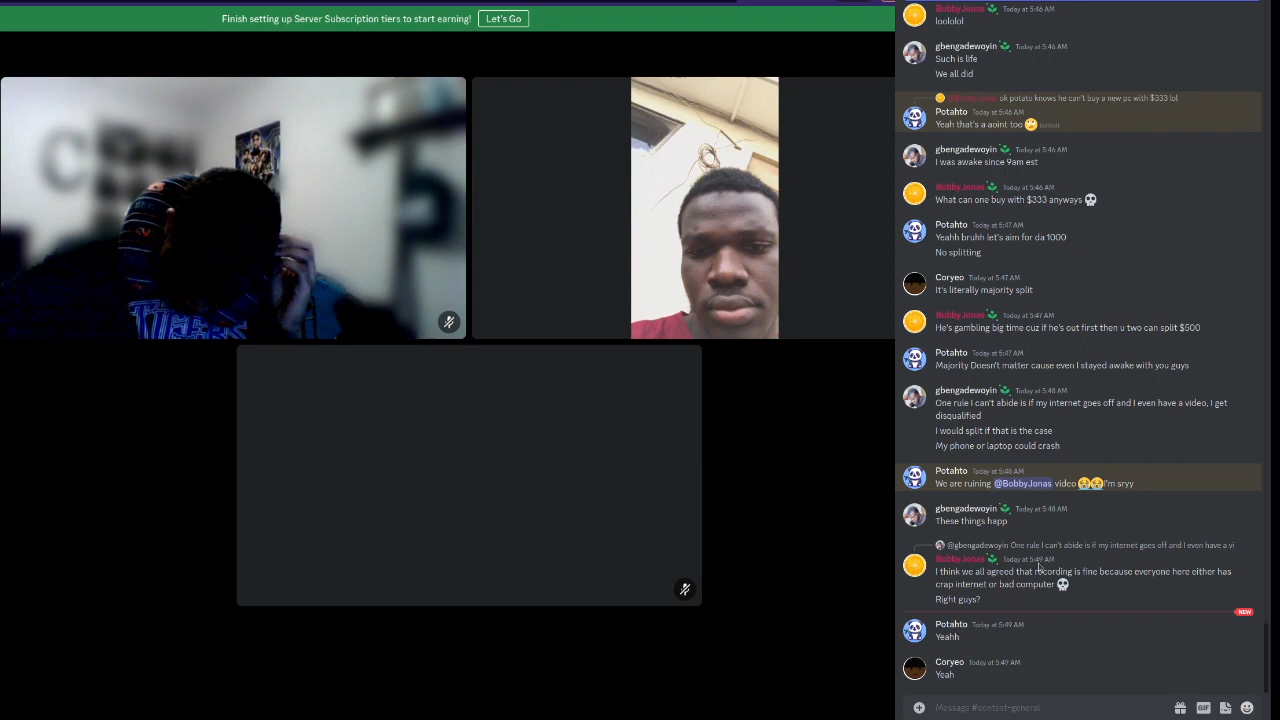 Finish setting up Server Subscription tiers to start earning!
Let's Go
BobbyJonas Today at 5:46 AM
loololol
gbengadewoyin Today at 5:46 AM
Such is life
We all did
ok potato knows he can't buy a new pc with $333 lol
Potahto Today at 5:46 AM
Yeah that's a aoint too (edited)
gbengadewoyin Today at 5:46 AM
I was awake since 9am est
BobbyJonas Today at 5:46 AM
What can one buy with $333 anyways
Potahto Today at 5:47 AM
Yeahh bruhh let's aim for da 1000
No splitting
Coryeo Today at 5:47 AM
It's literally majority split
BobbyJonas Today at 5:47 AM
He's gambling big time cuz if he's out first then u two can split $500
Potahto Today at 5:47 AM
Majority Doesn't matter cause even I stayed awake with you guys
gbengadewoyin Today at 5:48 AM
One rule I can't abide is if my internet goes off and I even have a video, I get
disqualified
I would split if that is the case
My phone or laptop could crash
Potahto Today at 5:48 AM
We are ruining @BobbyJonas video I'm sryy
gbengadewoyin Today at 5:48 AM
These things happ
@gbengadewoyin One rule I can't abide is if my internet goes off and I even have a vi
BobbyJonas Today at 5:49 AM
I think we all agreed that recording is fine because everyone here either has
crap internet or bad computer
Right guys?
NEW
Potahto Today at 5:49 AM
Yeahh
Coryeo Today at 5:49 AM
Yeah
Message #contest-general
GIF